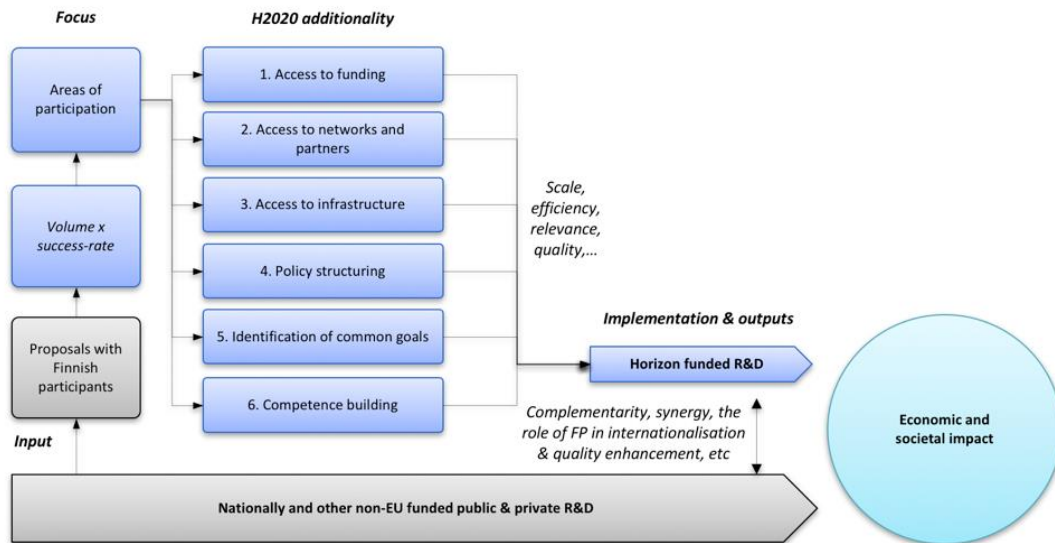 Focus
H2020 additionality
Areas of
participation
1. Access to funding
2. Access to networks and
partners
3. Access to infrastructure
4. Policy structuring
5. Identification of common goals
6. Competence building
Volume x
success-rate
Proposals with
Finnish
participants
Input
Scale,
efficiency,
relevance,
quality,...
Implementation & outputs
Horizon funded R&D
Complementarity, synergy, the
role of FP in internationalisation
& quality enhancement, etc
Economic and
societal impact
Nationally and other non-EU funded public & private R&D